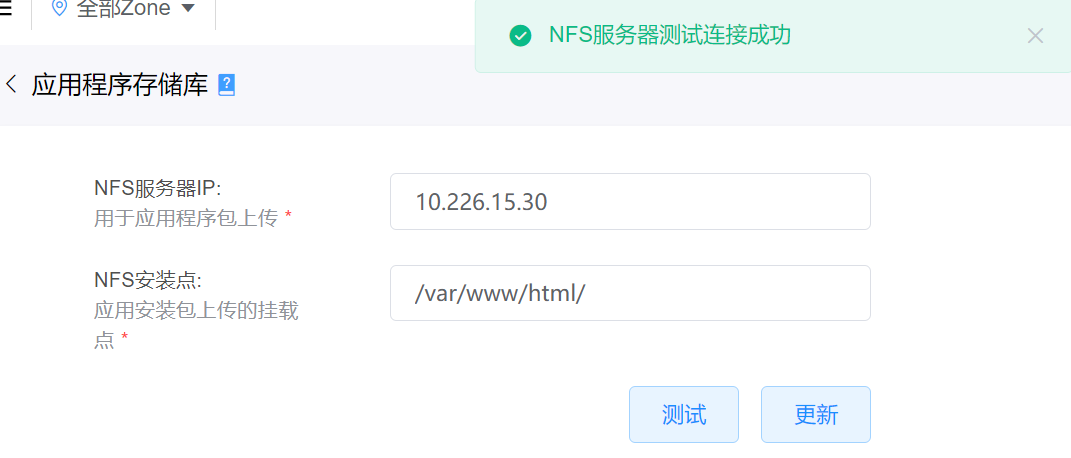 全部Zone
NFS服务器测试连接成功
应用程序存储库
NFS服务器IP:
用于应用程序包上传 *
10.226.15.30
NFS安装点:
应用安装包上传的挂载
点 *
/var/www/html/
测试
更新